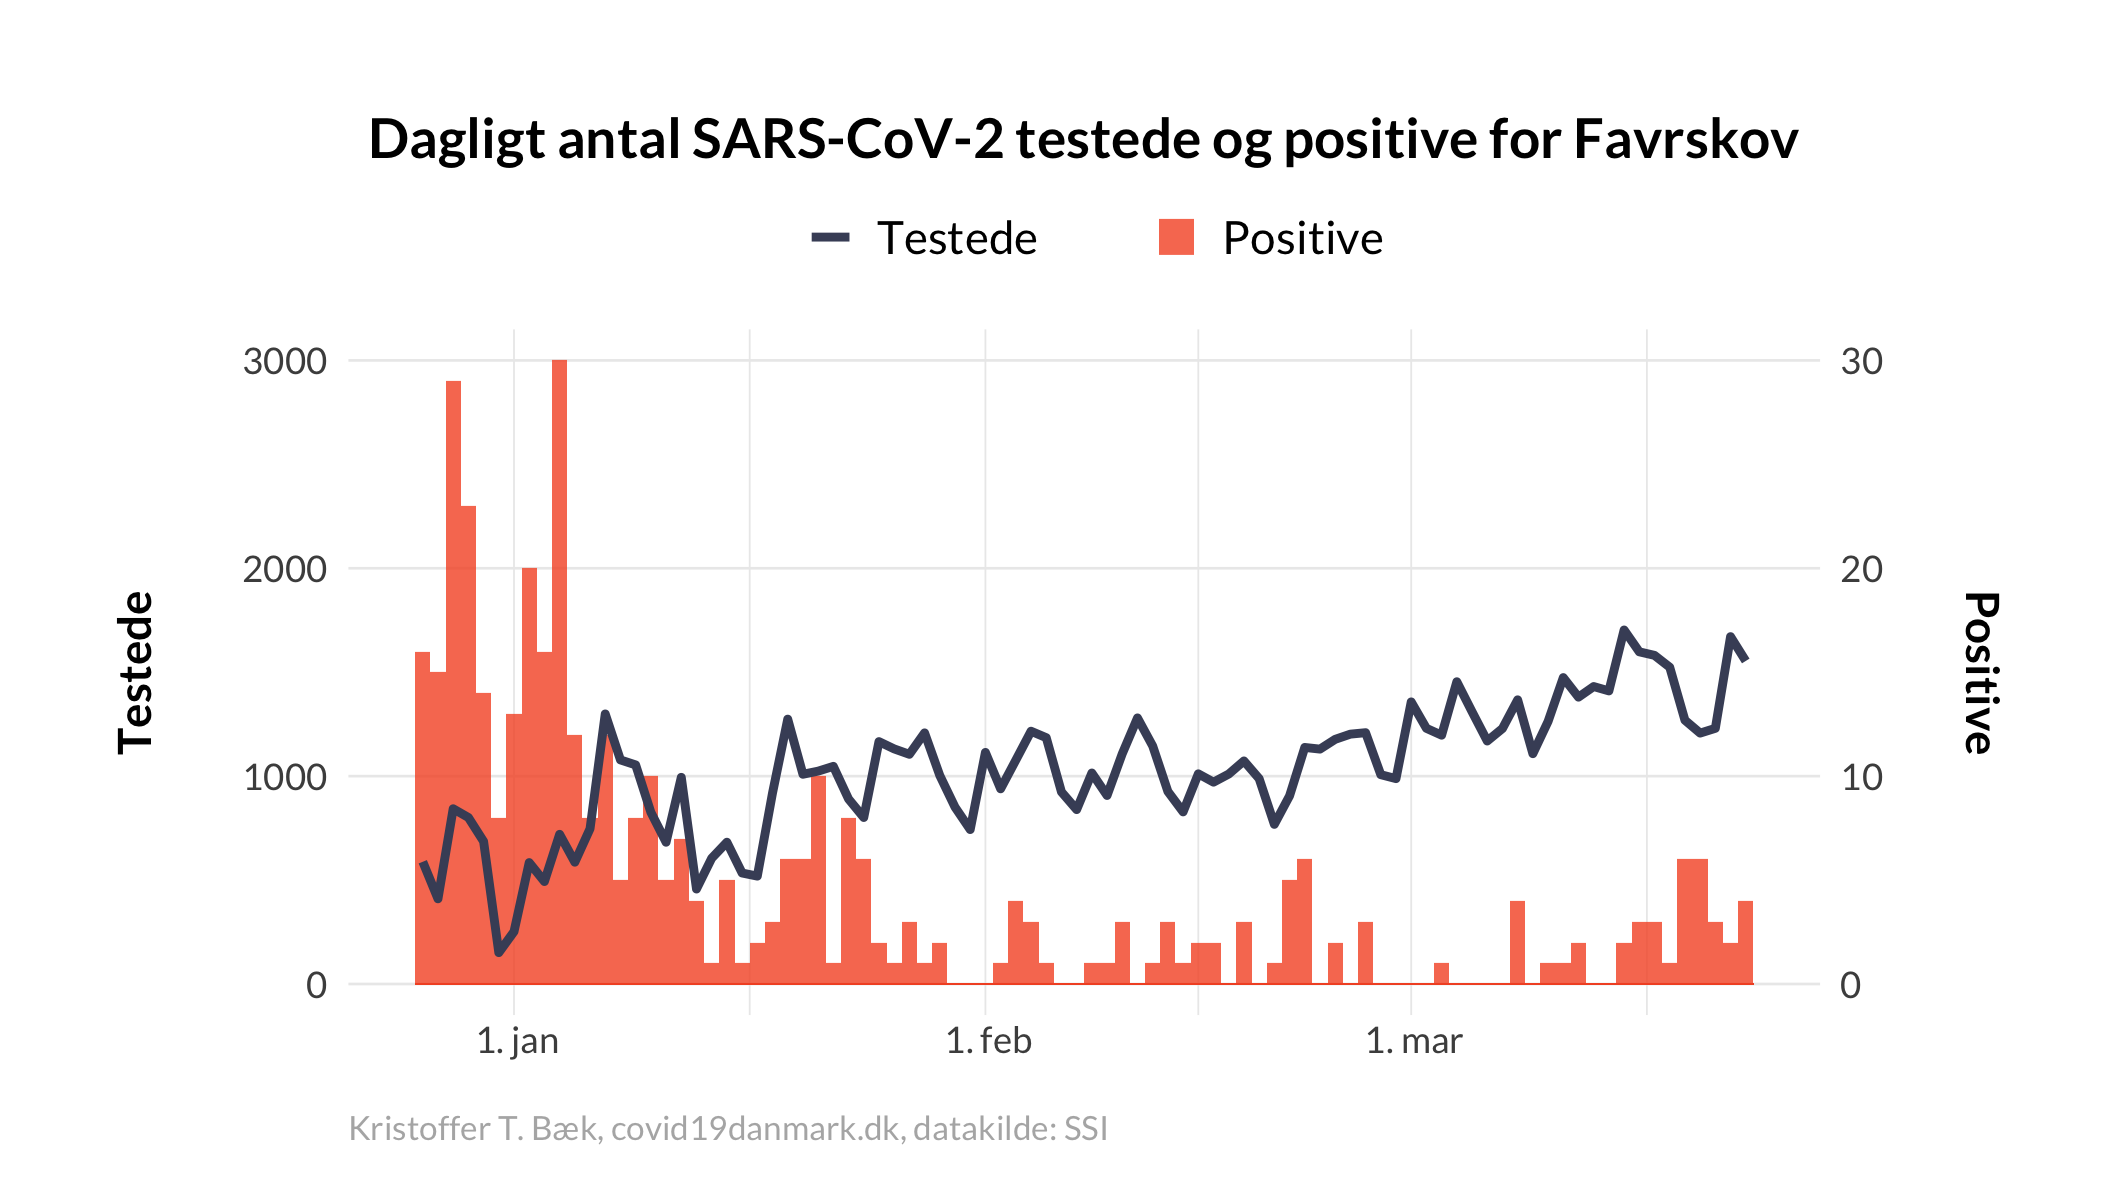 Dagligt antal SARS-CoV-2 testede og positive for Favrskov
Testede
Positive
3000
2000
1000
0
Testede
30
20
10
0
Positive
1. jan
1. feb
1. mar
Kristoffer T. Bæk, covid19danmark.dk, datakilde: SSI